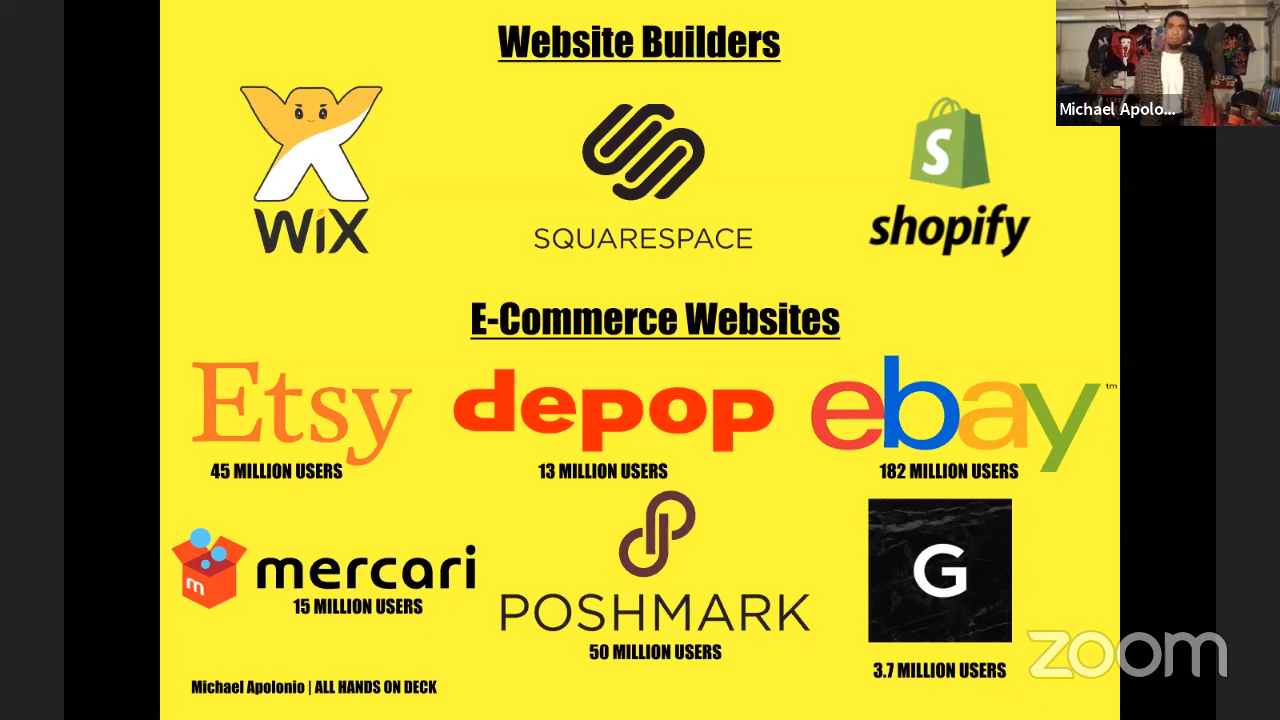 Website Builders
Michael Apolo...
WiX
SQUARESPACE
S
shopify
E-Commerce Websites
Etsy
depop
ebay™
45 MILLION USERS
13 MILLION USERS
182 MILLION USERS
m
mercari
15 MILLION USERS
POSHMARK
50 MILLION USERS
G
3.7 MILLION USERS
zoom
Michael Apolonio | ALL HANDS ON DECK